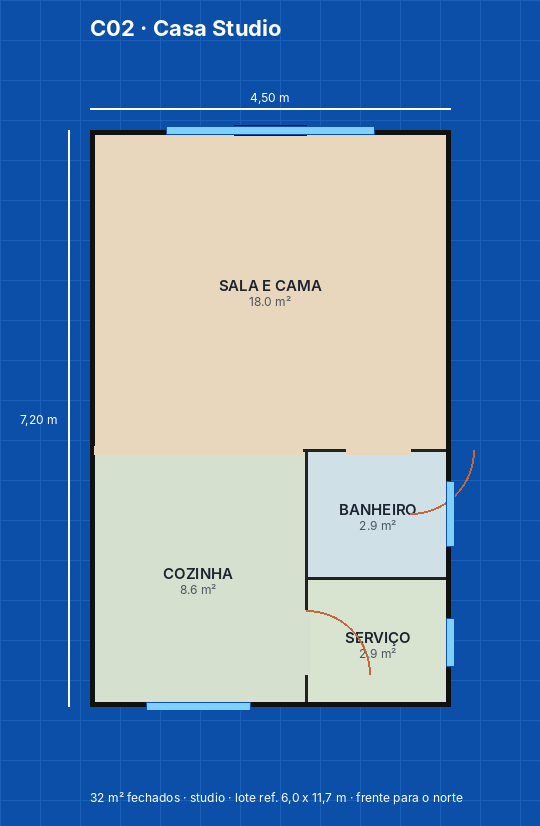 C02 · Casa Studio
4,50 m
SALA E CAMA
18.0 m²
7,20 m
BANHEIRO
2.9 m²
COZINHA
8.6 m²
SERVIÇO
2.9 m²
32 m² fechados · studio · lote ref. 6,0 x 11,7 m · frente para o norte